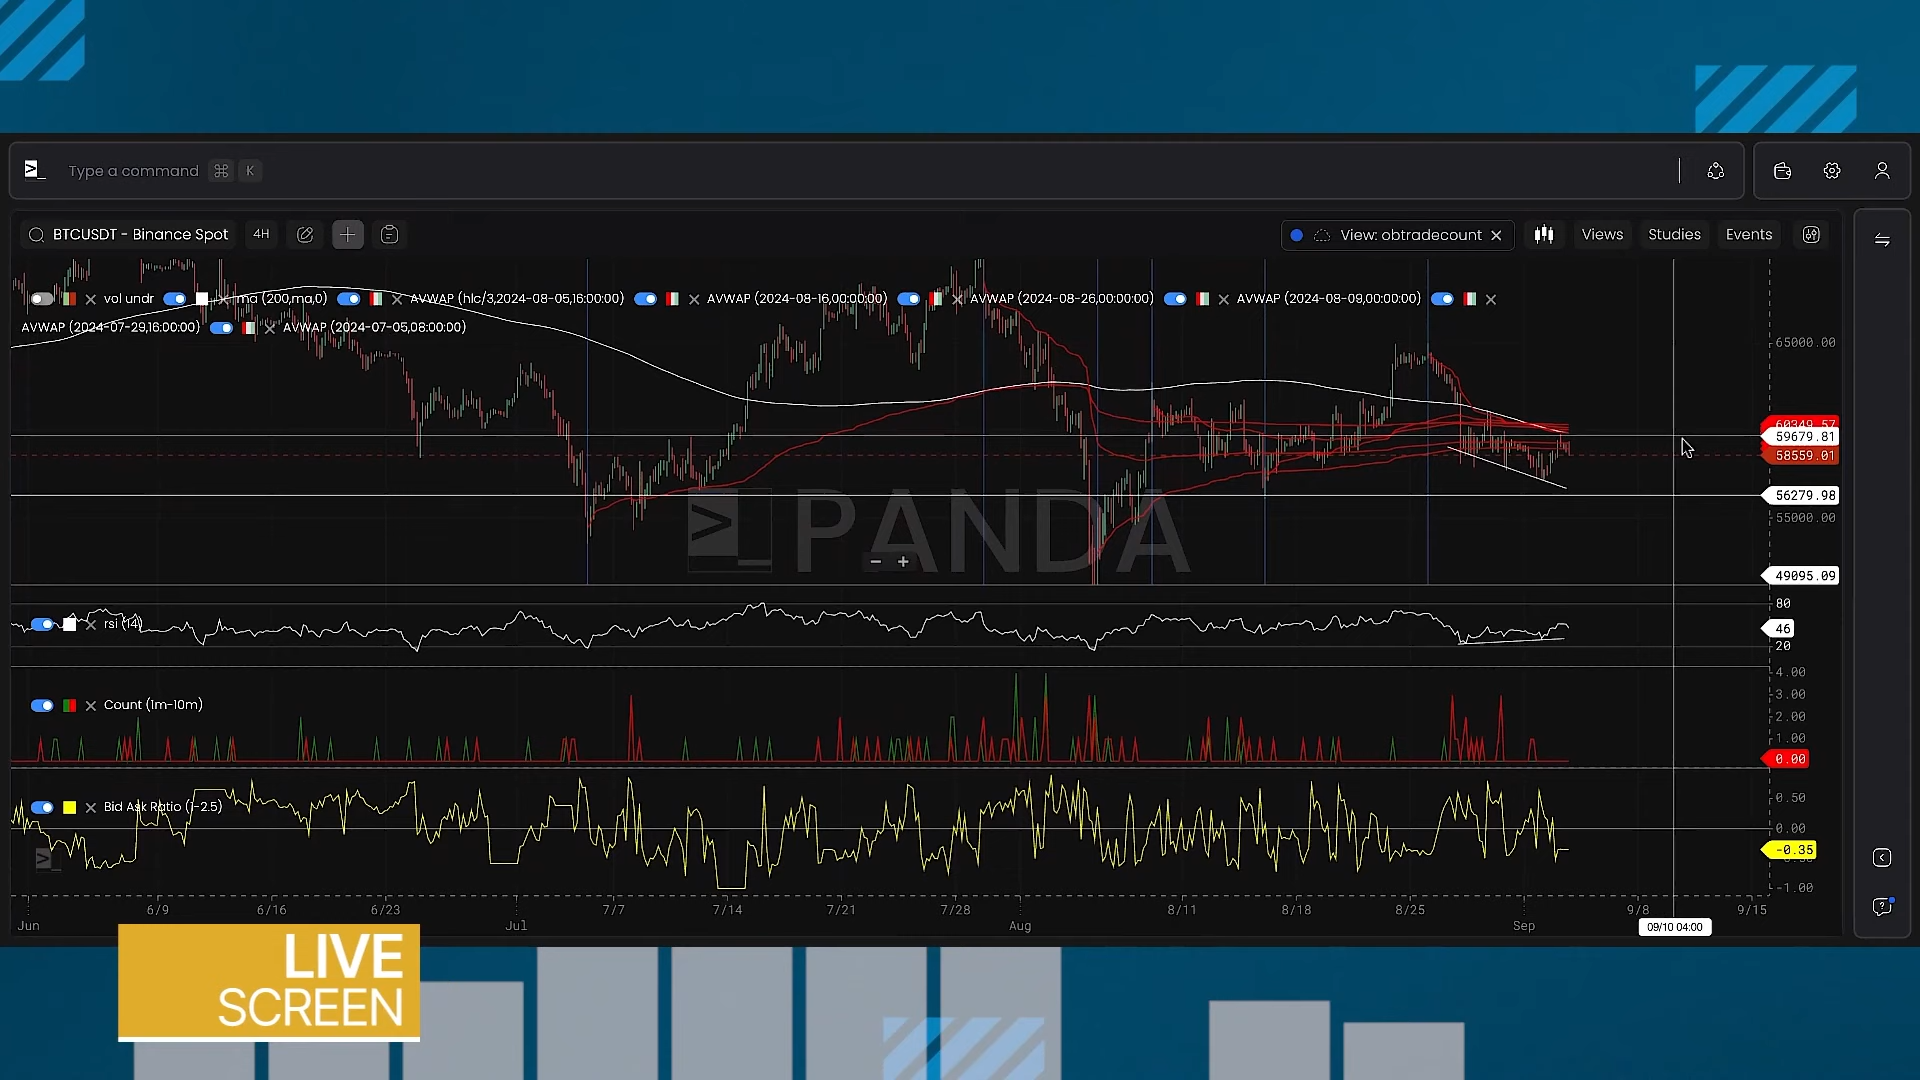 Type a command ⌘ K
BTCUSDT - Binance Spot 4H
View: obtradecount Views Studies Events
vol undr ma (200,ma,0) AVWAP (hlc/3,2024-08-05,16:00:00) AVWAP (2024-08-16,00:00:00) AVWAP (2024-08-26,00:00:00) AVWAP (2024-08-09,00:00:00)
AVWAP (2024-07-29,16:00:00) AVWAP (2024-07-05,08:00:00)
65000.00
60349.57
59679.81
58559.01
56279.98
55000.00
PANDA
49095.09
80
rsi (14)
46
20
4.00
3.00
Count (1m-10m)
2.00
1.00
0.00
0.50
Bid Ask Ratio (1-2.5)
0.00
-0.35
-1.00
6/9 6/16 6/23 7/7 7/14 7/21 7/28 8/11 8/18 8/25 9/8 9/15
Jun Jul Aug Sep
09/10 04:00
LIVE
SCREEN